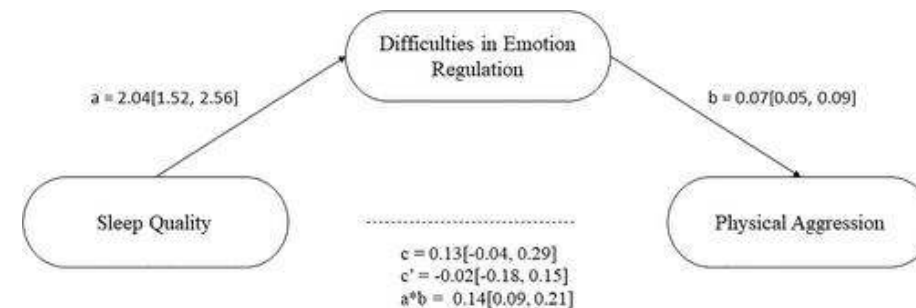 Difficulties in Emotion
Regulation
a = 2.04[1.52, 2.56]
b = 0.07[0.05, 0.09]
Sleep Quality
Physical Aggression
c = 0.13[-0.04, 0.29]
c' = -0.02[-0.18, 0.15]
a*b = 0.14[0.09, 0.21]